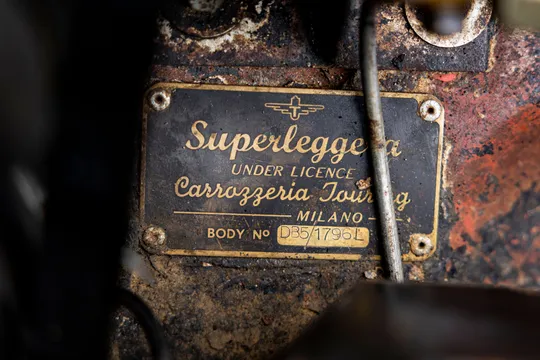 Superleggera
UNDER LICENCE
Carrozzeria Touring
MILANO
BODY Nº DB5/1796L